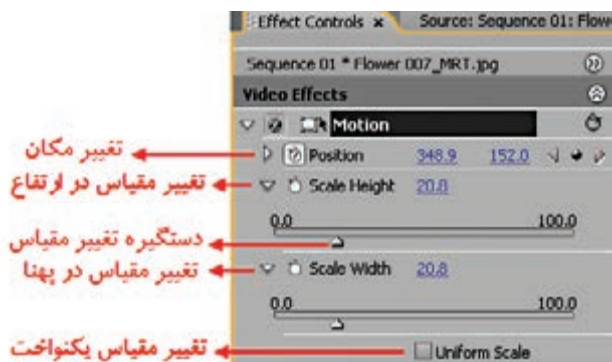 Effect Controls × Source: Sequence 01: Flow
Sequence 01 * Flower 007_MRT.jpg
Video Effects
Motion
تغییر مکان
Position 348.9 152.0
تغییر مقیاس در ارتفاع
Scale Height 20.8
0.0 100.0
دستگیره تغییر مقیاس
تغییر مقیاس در پهنا
Scale Width 20.8
0.0 100.0
تغییر مقیاس یکنواخت
Uniform Scale